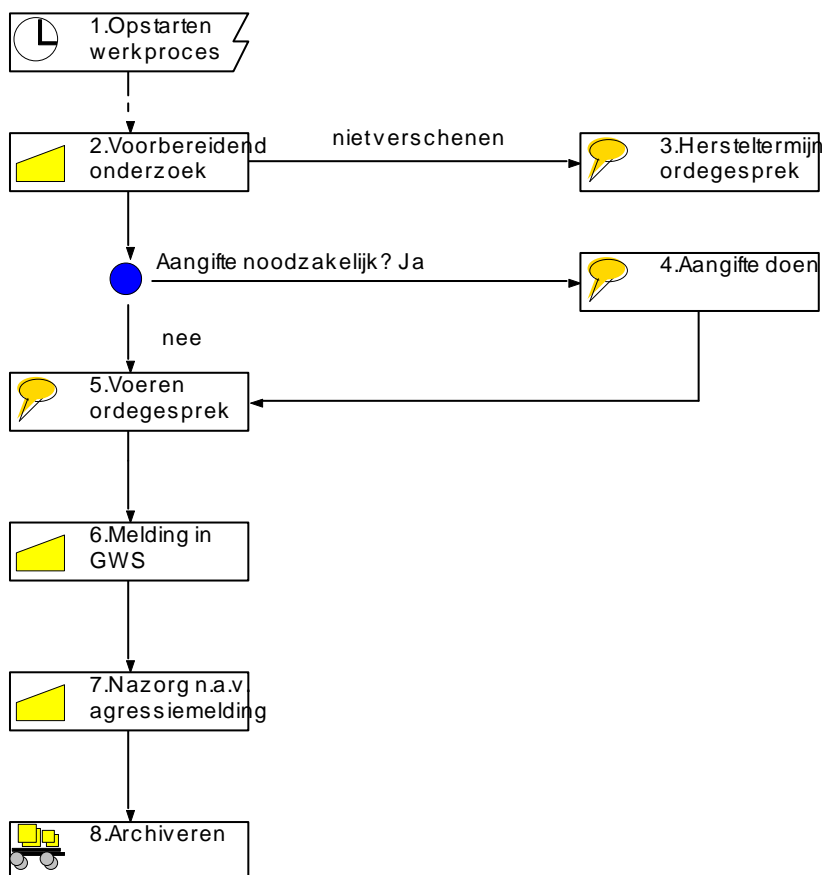 1.Opstarten
werkproces
2.Voorbereidend
onderzoek
nietverschenen
3.Hersteltermijn
ordegesprek
Aangifte noodzakelijk? Ja
4.Aangifte doen
nee
5.Voeren
ordegesprek
6.Melding in
GWS
7.Nazorg n.a.v.
agressiemelding
8.Archiveren